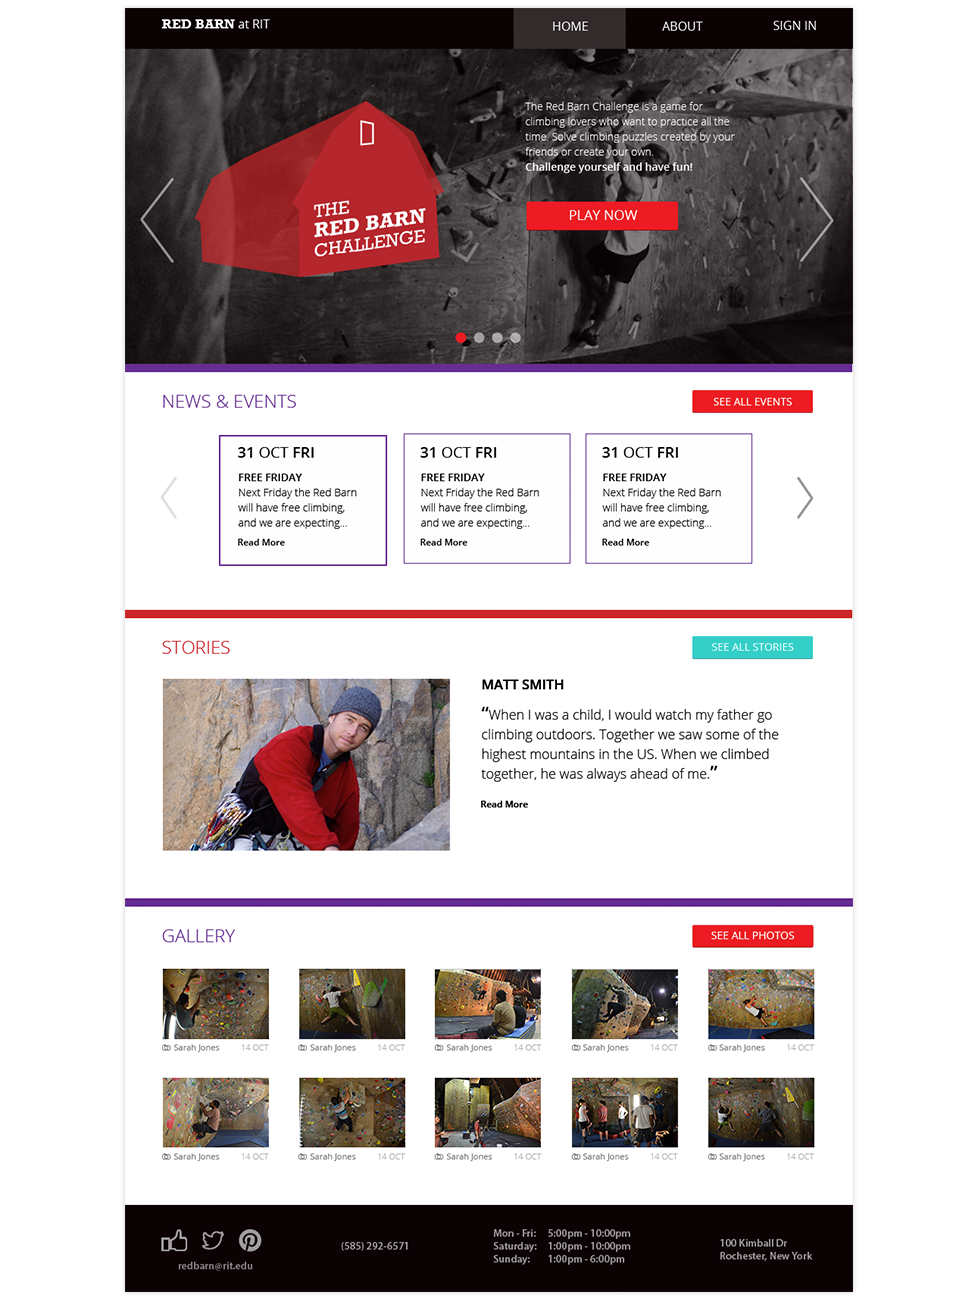 RED BARN at RIT
HOME
ABOUT
SIGN IN
THE
RED BARN
CHALLENGE
The Red Barn Challenge is a game for
climbing lovers who want to practice all the
time. Solve climbing puzzles created by your
friends or create your own.
Challenge yourself and have fun!
PLAY NOW
NEWS & EVENTS
SEE ALL EVENTS
31 OCT FRI
FREE FRIDAY
Next Friday the Red Barn
will have free climbing,
and we are expecting...
Read More
31 OCT FRI
FREE FRIDAY
Next Friday the Red Barn
will have free climbing,
and we are expecting...
Read More
31 OCT FRI
FREE FRIDAY
Next Friday the Red Barn
will have free climbing,
and we are expecting...
Read More
STORIES
SEE ALL STORIES
MATT SMITH
“When I was a child, I would watch my father go
climbing outdoors. Together we saw some of the
highest mountains in the US. When we climbed
together, he was always ahead of me.”
Read More
GALLERY
SEE ALL PHOTOS
Sarah Jones 14 OCT
Sarah Jones 14 OCT
Sarah Jones 14 OCT
Sarah Jones 14 OCT
Sarah Jones 14 OCT
Sarah Jones 14 OCT
Sarah Jones 14 OCT
Sarah Jones 14 OCT
Sarah Jones 14 OCT
Sarah Jones 14 OCT
redbarn@rit.edu
(585) 292-6571
Mon - Fri: 5:00pm - 10:00pm
Saturday: 1:00pm - 10:00pm
Sunday: 1:00pm - 6:00pm
100 Kimball Dr
Rochester, New York